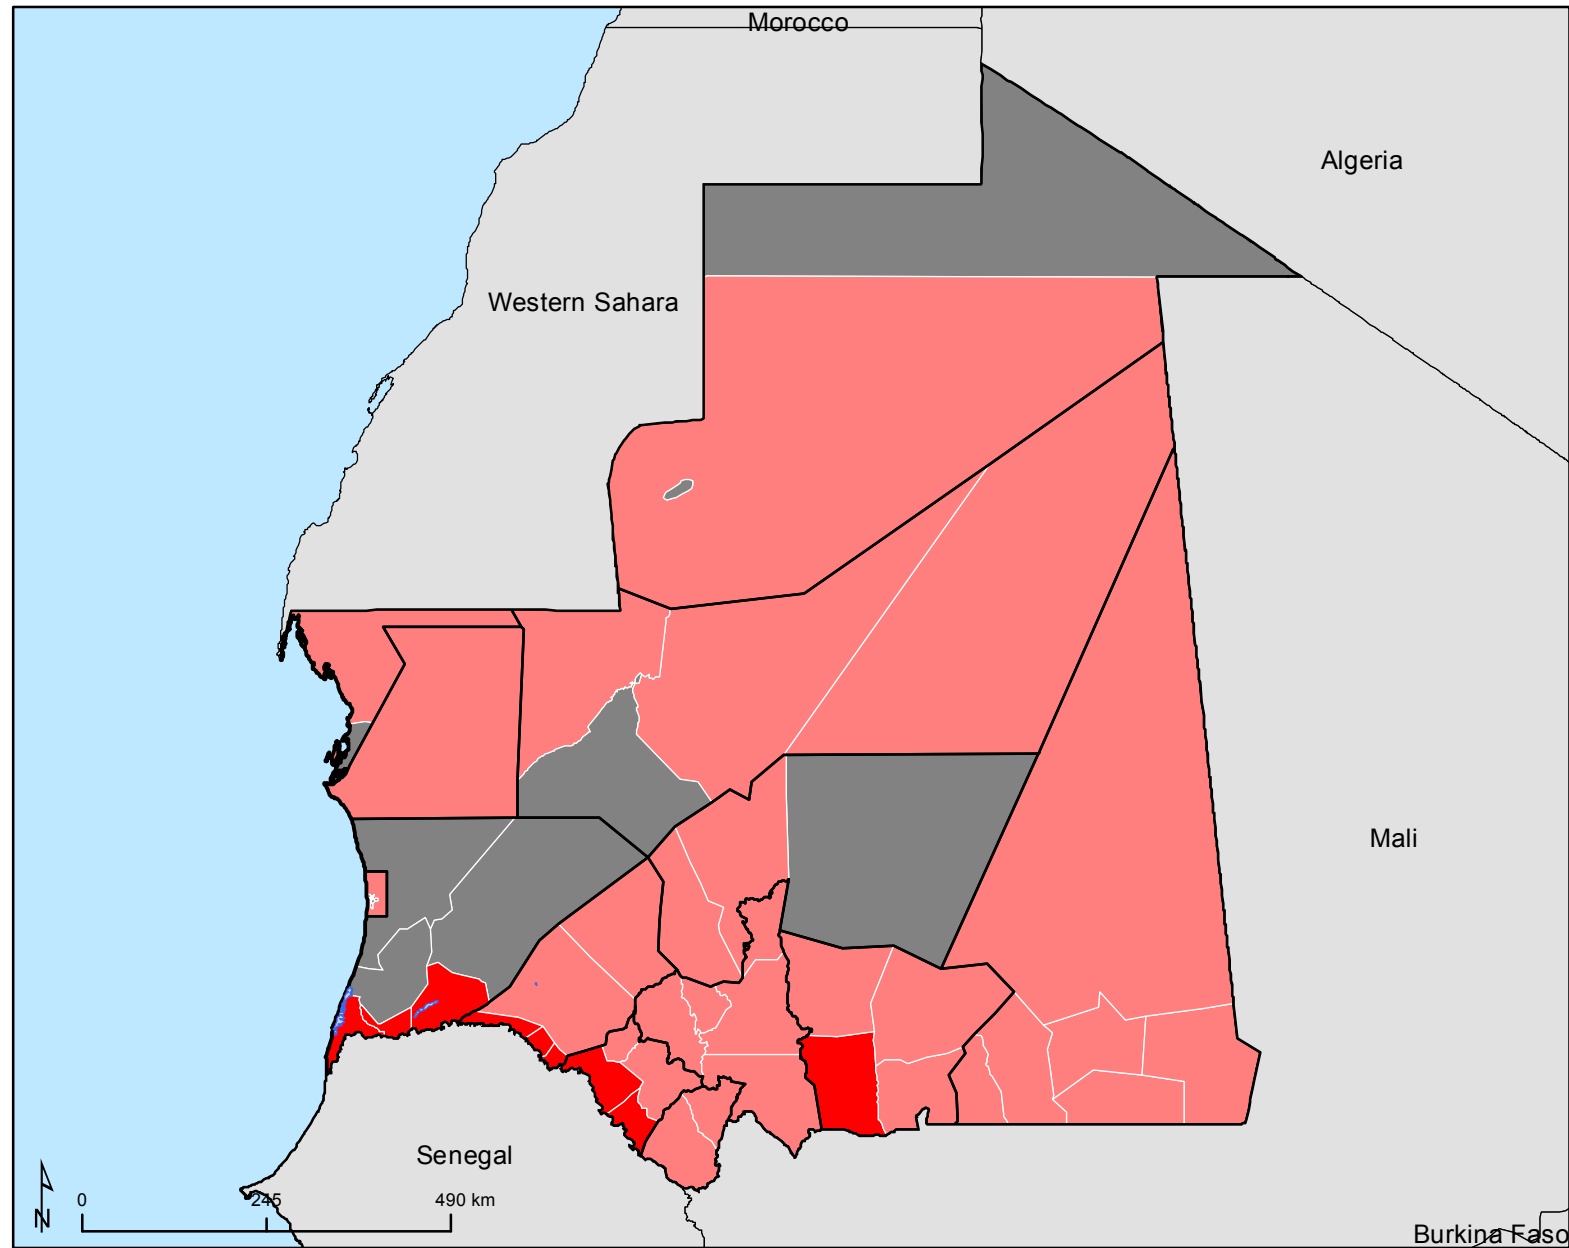 Morocco
Algeria
Western Sahara
Mali
Senegal
0 245 490 km
N
Burkina Faso